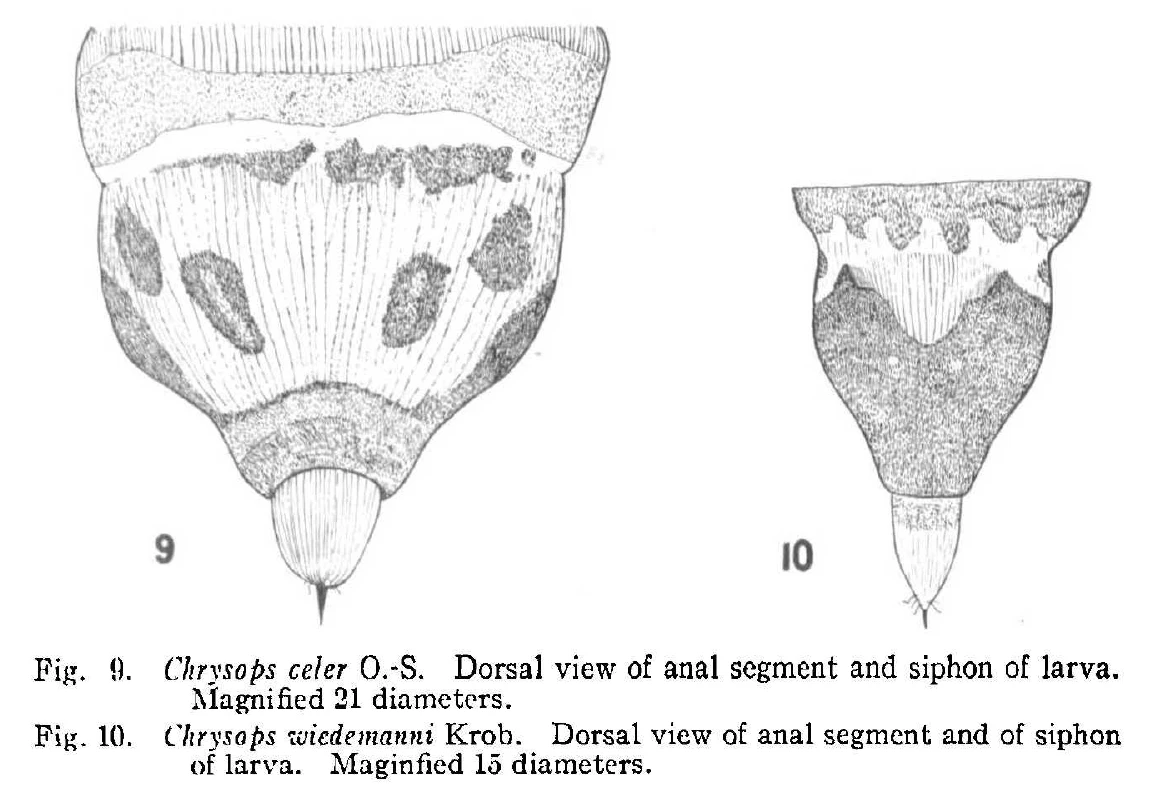 9
10
Fig. 9. Chrysops celer O.-S. Dorsal view of anal segment and siphon of larva.
Magnified 21 diameters.
Fig. 10. Chrysops wiedemanni Krob. Dorsal view of anal segment and of siphon
of larva. Maginfied 15 diameters.